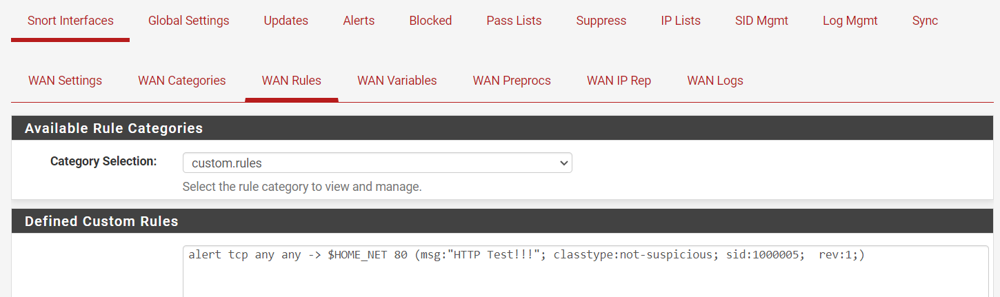 Snort Interfaces Global Settings Updates Alerts Blocked Pass Lists Suppress IP Lists SID Mgmt Log Mgmt Sync
WAN Settings WAN Categories WAN Rules WAN Variables WAN Preprocs WAN IP Rep WAN Logs
Available Rule Categories
Category Selection: custom.rules
Select the rule category to view and manage.
Defined Custom Rules
alert tcp any any -> $HOME_NET 80 (msg:"HTTP Test!!!"; classtype:not-suspicious; sid:1000005;  rev:1;)